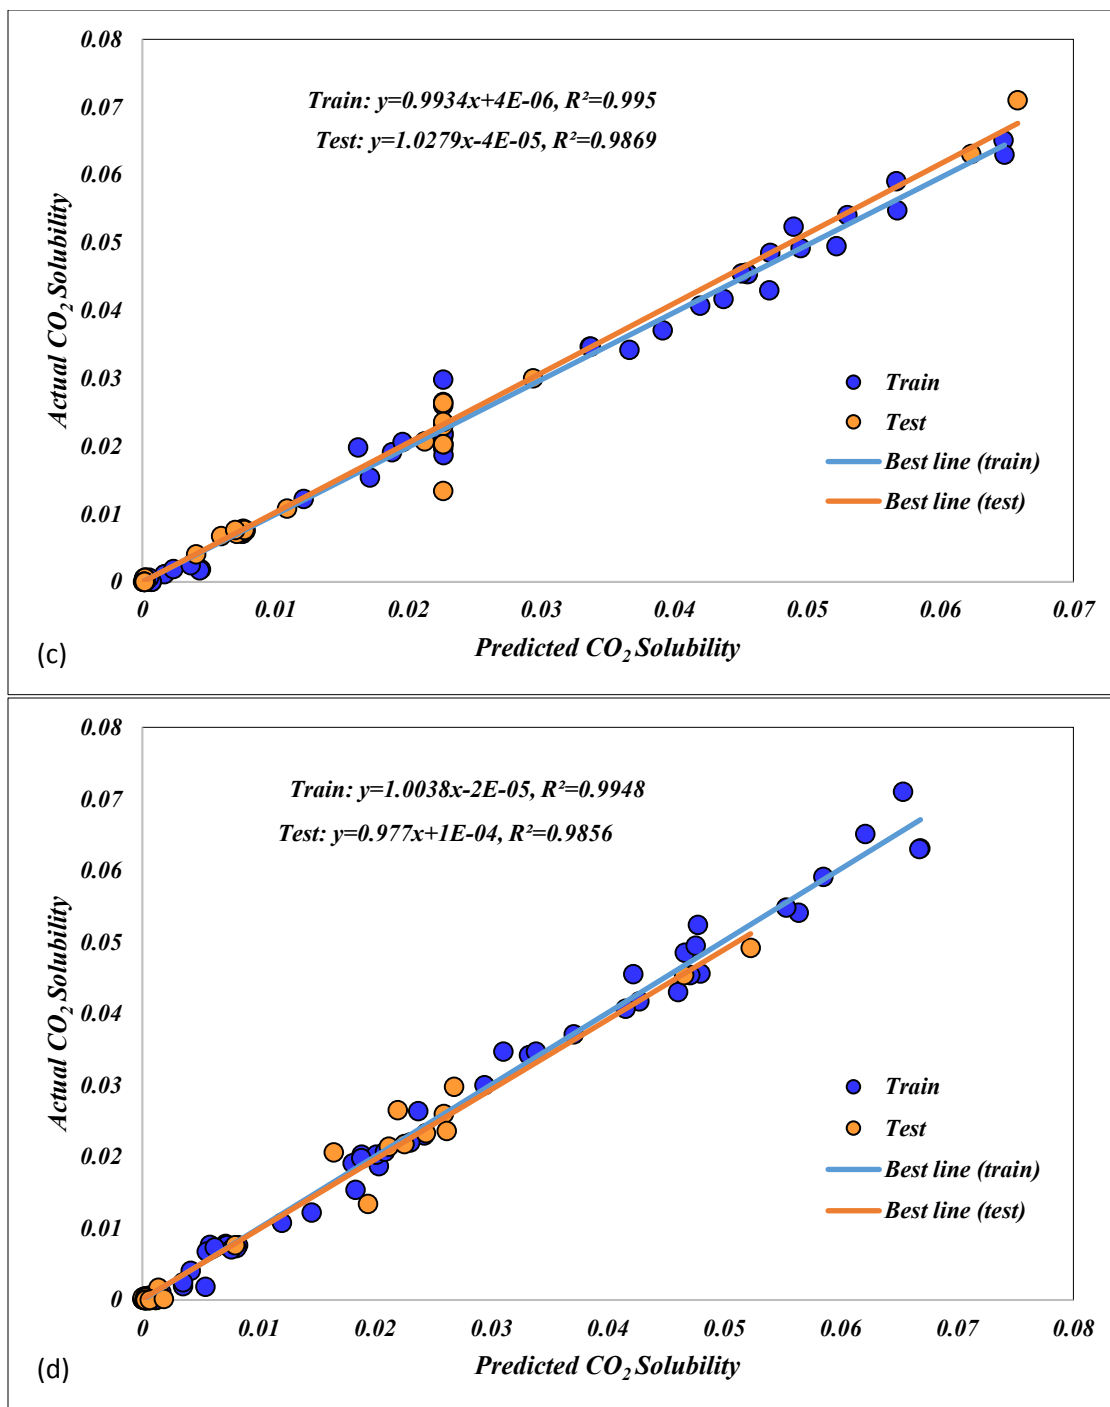 0.08
0.07
0.06
0.05
0.04
0.03
0.02
0.01
0
Actual CO₂ Solubility
Train: y=0.9934x+4E-06, R²=0.995
Test: y=1.0279x-4E-05, R²=0.9869
Train
Test
Best line (train)
Best line (test)
0 0.01 0.02 0.03 0.04 0.05 0.06 0.07
Predicted CO₂ Solubility
(c)
0.08
0.07
0.06
0.05
0.04
0.03
0.02
0.01
0
Actual CO₂ Solubility
Train: y=1.0038x-2E-05, R²=0.9948
Test: y=0.977x+1E-04, R²=0.9856
Train
Test
Best line (train)
Best line (test)
0 0.01 0.02 0.03 0.04 0.05 0.06 0.07 0.08
Predicted CO₂ Solubility
(d)